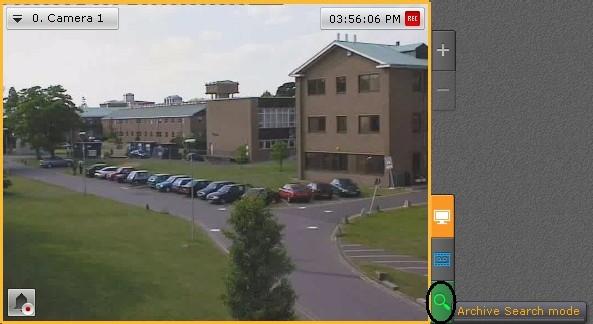 0. Camera 1
03:56:06 PM REC
Archive Search mode